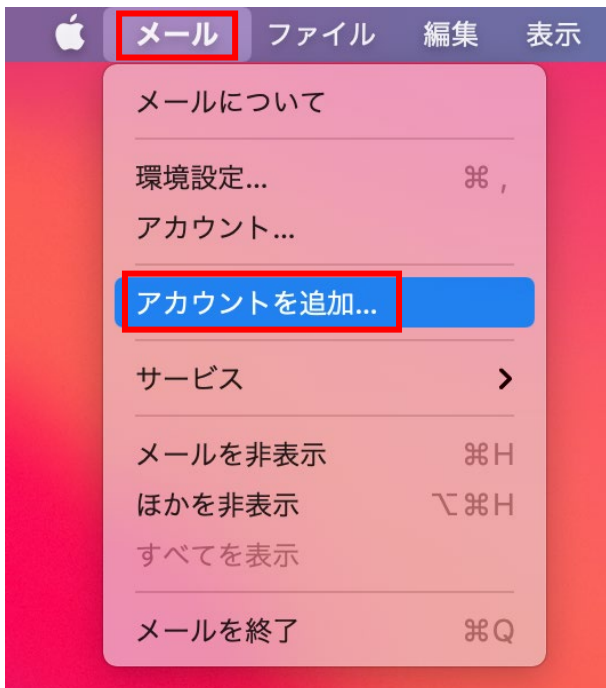 メール ファイル 編集 表示
メールについて
環境設定... ⌘ ,
アカウント...
アカウントを追加...
サービス
メールを非表示 ⌘H
ほかを非表示 ⌥⌘H
すべてを表示
メールを終了 ⌘Q